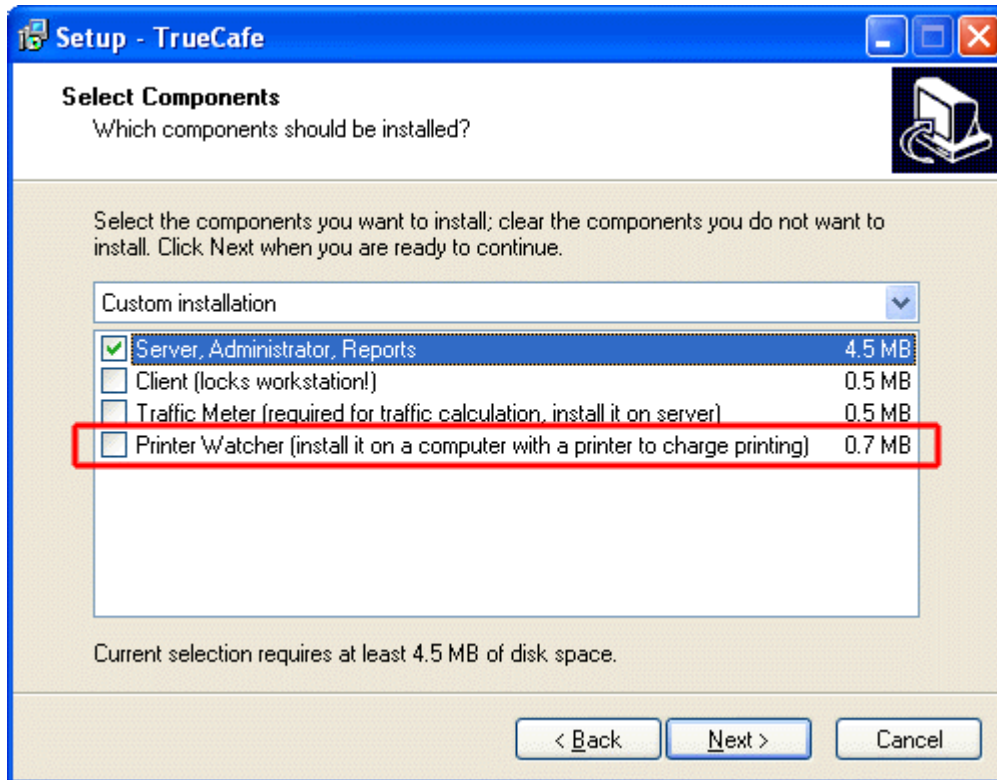 Setup - TrueCafe
Select Components
Which components should be installed?
Select the components you want to install; clear the components you do not want to
install. Click Next when you are ready to continue.
Custom installation
Server, Administrator, Reports 4.5 MB
Client (locks workstation!) 0.5 MB
Traffic Meter (required for traffic calculation, install it on server) 0.5 MB
Printer Watcher (install it on a computer with a printer to charge printing) 0.7 MB
Current selection requires at least 4.5 MB of disk space.
< Back Next > Cancel